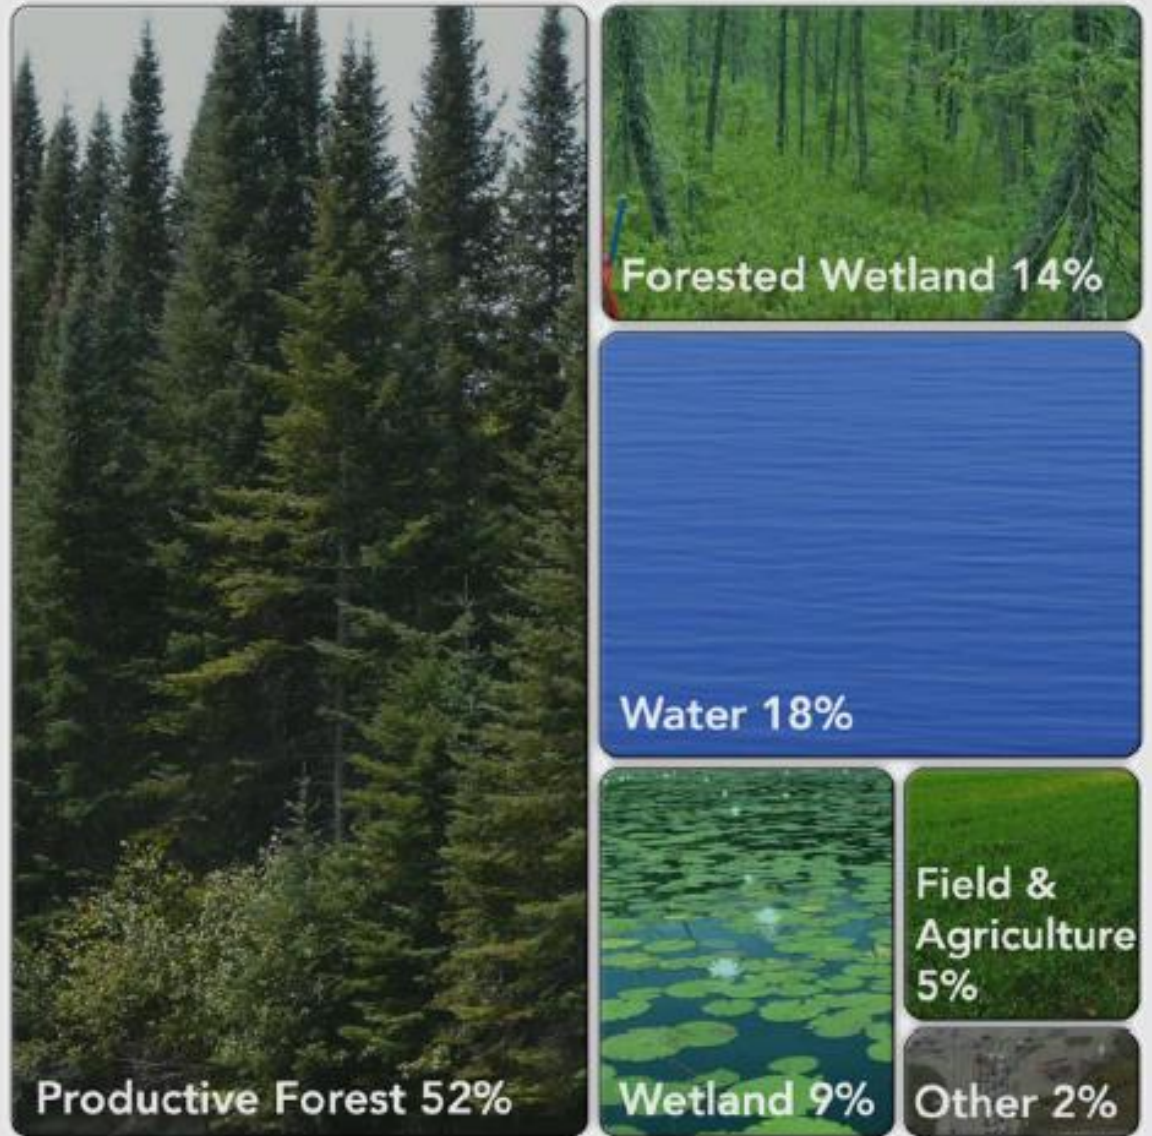 Forested Wetland 14%
Water 18%
Field &
Agriculture
5%
Productive Forest 52%
Wetland 9%
Other 2%